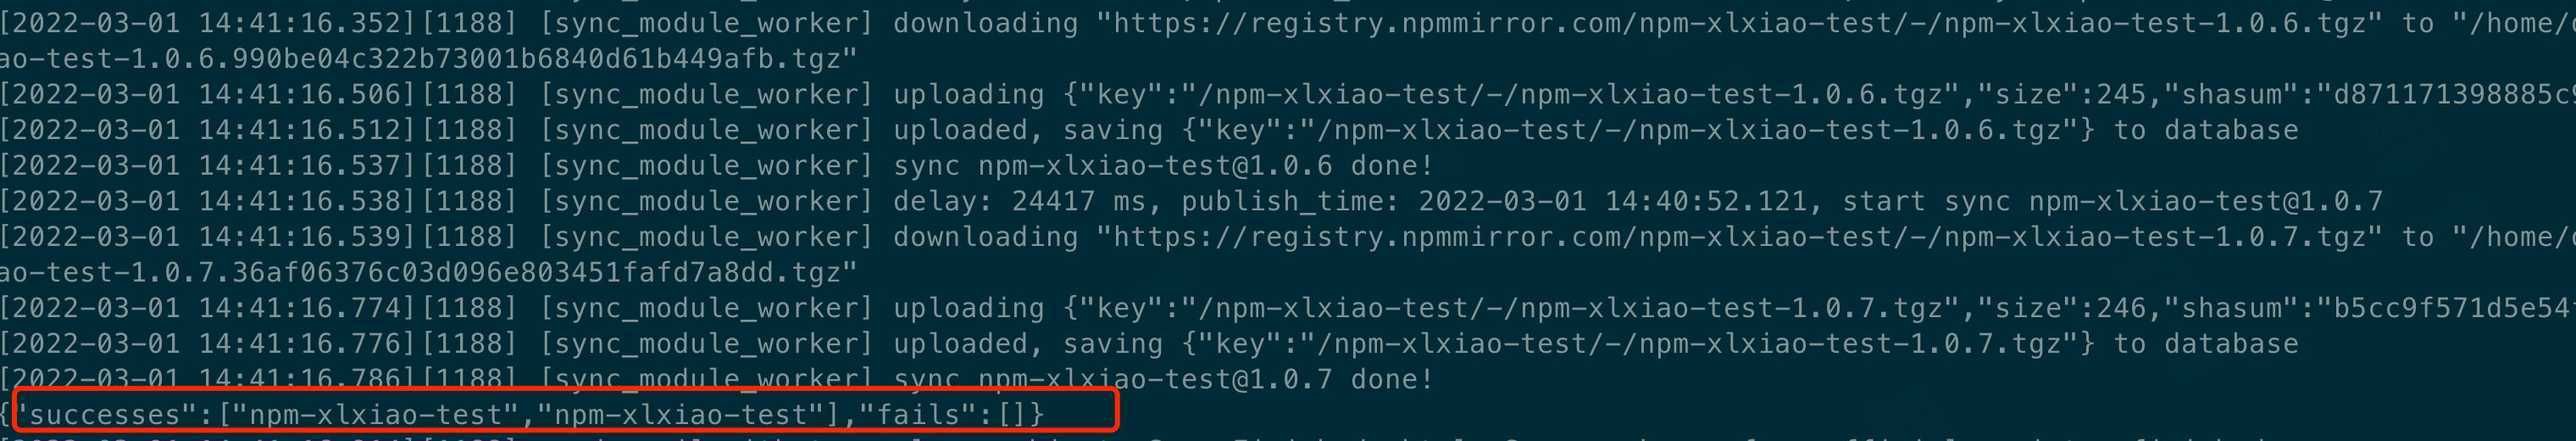 [2022-03-01 14:41:16.352][1188] [sync_module_worker] downloading "https://registry.npmmirror.com/npm-xlxiao-test/-/npm-xlxiao-test-1.0.6.tgz" to "/home/
ao-test-1.0.6.990be04c322b73001b6840d61b449afb.tgz"
[2022-03-01 14:41:16.506][1188] [sync_module_worker] uploading {"key":"/npm-xlxiao-test/-/npm-xlxiao-test-1.0.6.tgz","size":245,"shasum":"d871171398885c9
[2022-03-01 14:41:16.512][1188] [sync_module_worker] uploaded, saving {"key":"/npm-xlxiao-test/-/npm-xlxiao-test-1.0.6.tgz"} to database
[2022-03-01 14:41:16.537][1188] [sync_module_worker] sync npm-xlxiao-test@1.0.6 done!
[2022-03-01 14:41:16.538][1188] [sync_module_worker] delay: 24417 ms, publish_time: 2022-03-01 14:40:52.121, start sync npm-xlxiao-test@1.0.7
[2022-03-01 14:41:16.539][1188] [sync_module_worker] downloading "https://registry.npmmirror.com/npm-xlxiao-test/-/npm-xlxiao-test-1.0.7.tgz" to "/home/
ao-test-1.0.7.36af06376c03d096e803451fafd7a8dd.tgz"
[2022-03-01 14:41:16.774][1188] [sync_module_worker] uploading {"key":"/npm-xlxiao-test/-/npm-xlxiao-test-1.0.7.tgz","size":246,"shasum":"b5cc9f571d5e54
[2022-03-01 14:41:16.776][1188] [sync_module_worker] uploaded, saving {"key":"/npm-xlxiao-test/-/npm-xlxiao-test-1.0.7.tgz"} to database
[2022-03-01 14:41:16.786][1188] [sync_module_worker] sync npm-xlxiao-test@1.0.7 done!
{"successes":["npm-xlxiao-test","npm-xlxiao-test"],"fails":[]}